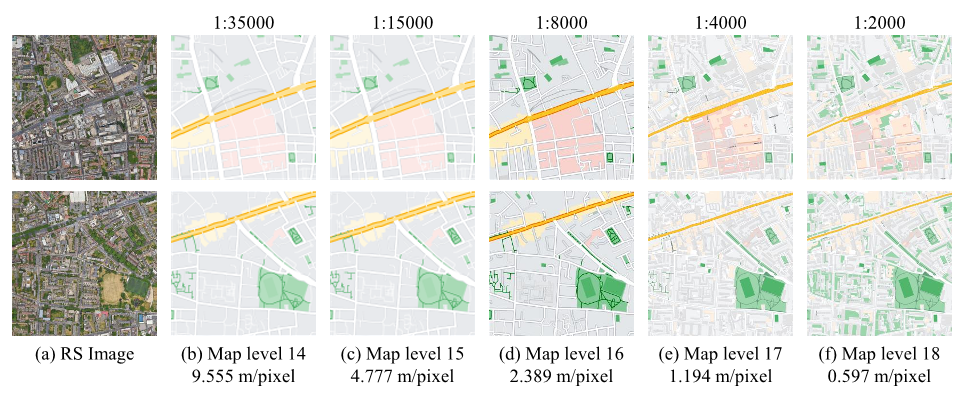 1:35000 1:15000 1:8000 1:4000 1:2000
(a) RS Image (b) Map level 14 (c) Map level 15 (d) Map level 16 (e) Map level 17 (f) Map level 18
9.555 m/pixel 4.777 m/pixel 2.389 m/pixel 1.194 m/pixel 0.597 m/pixel